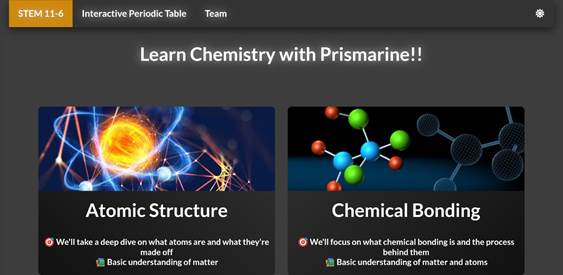 STEM 11-6 Interactive Periodic Table Team
Learn Chemistry with Prismarine!!
Atomic Structure
🎯 We'll take a deep dive on what atoms are and what they're
made off
📚 Basic understanding of matter
Chemical Bonding
🎯 We'll focus on what chemical bonding is and the process
behind them
📚 Basic understanding of matter and atoms